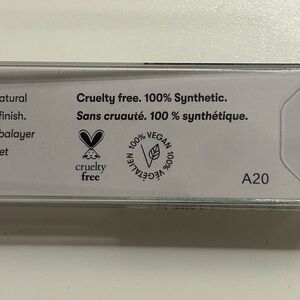 atural
finish.
balayer
et
Cruelty free. 100% Synthetic.
Sans cruauté. 100 % synthétique.
cruelty
free
100% VEGAN
100% VÉGÉTALIEN
A20